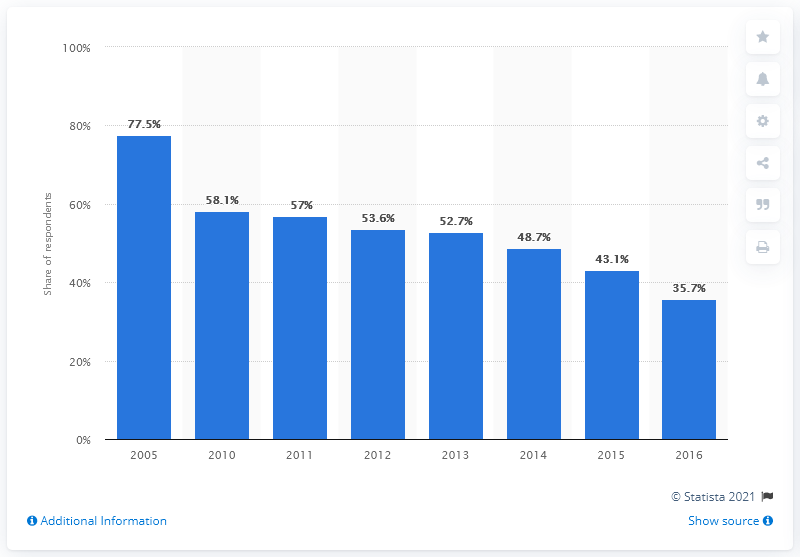 100%
80%
60%
40%
20%
0%
Share of respondents
77.5%
58.1%
57%
53.6%
52.7%
48.7%
43.1%
35.7%
2005 2010 2011 2012 2013 2014 2015 2016
© Statista 2021
Additional Information
Show source